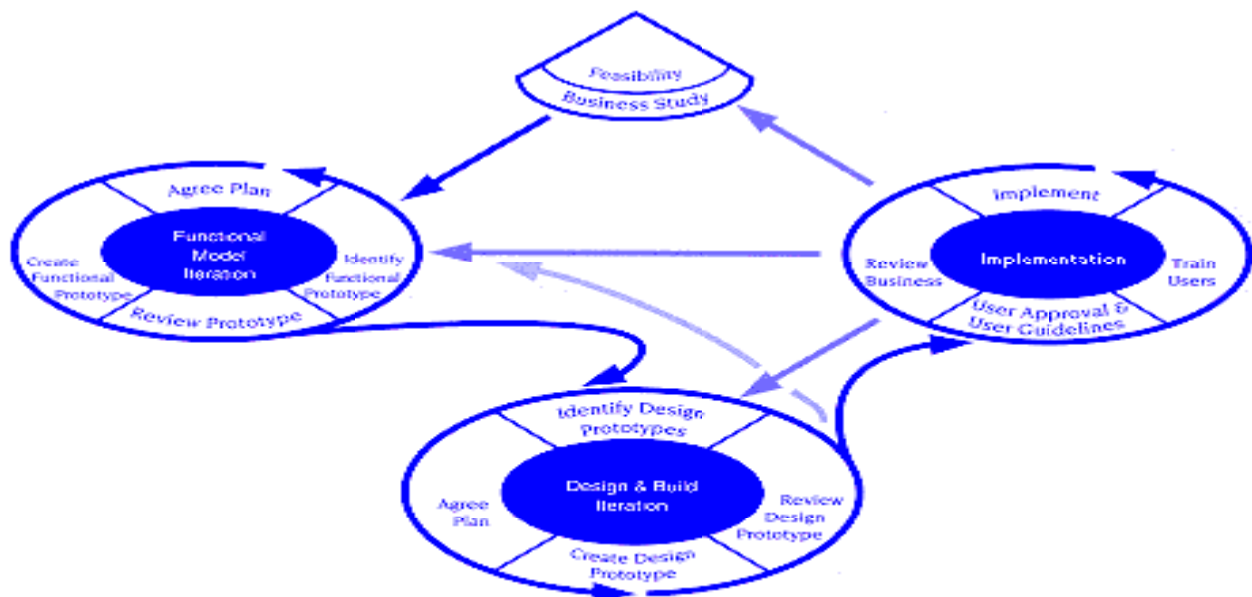 Feasibility
Business Study
Agree Plan
Functional
Model
Iteration
Create
Functional
Prototype
Identify
Functional
Prototype
Review Prototype
Implement
Implementation
Review
Business
Train
Users
User Approval &
User Guidelines
Identify Design
Prototypes
Design & Build
Iteration
Agree
Plan
Review
Design
Prototype
Create Design
Prototype